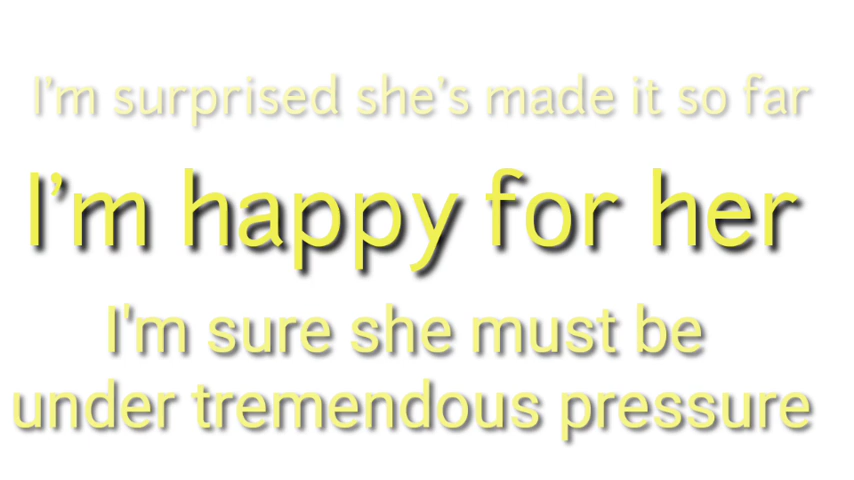 I'm surprised she's made it so far
I'm happy for her
I'm sure she must be
under tremendous pressure